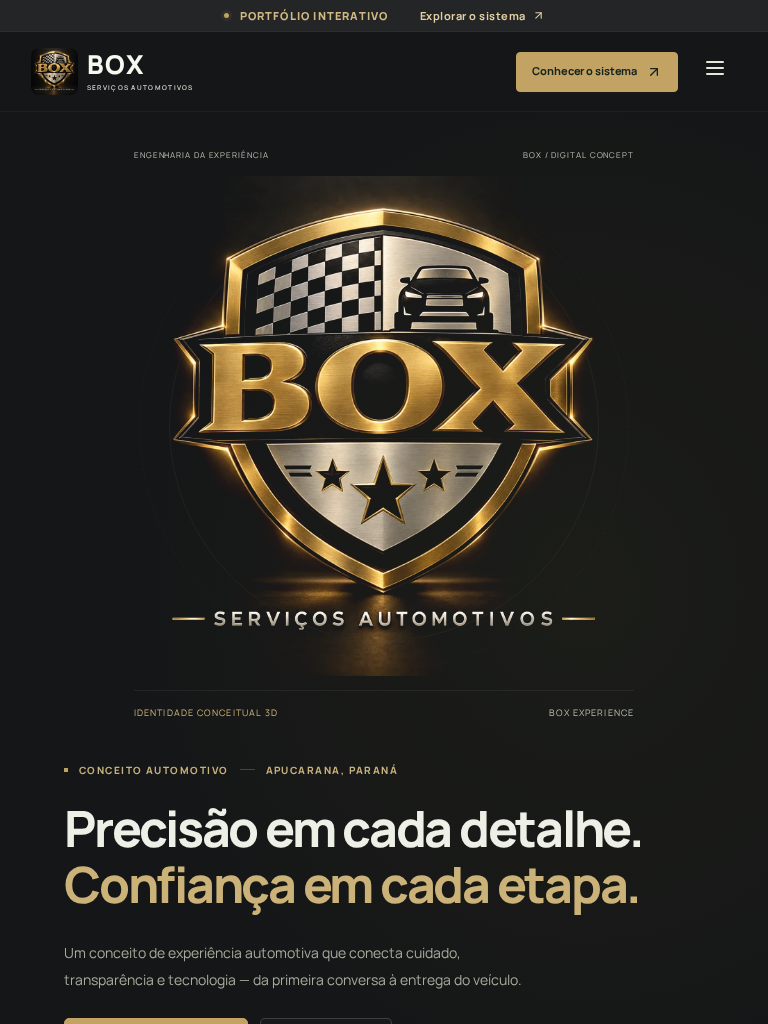 PORTFÓLIO INTERATIVO Explorar o sistema
BOX
BOX
SERVIÇOS AUTOMOTIVOS
Conhecer o sistema
ENGENHARIA DA EXPERIÊNCIA
BOX / DIGITAL CONCEPT
BOX
SERVIÇOS AUTOMOTIVOS
IDENTIDADE CONCEITUAL 3D
BOX EXPERIENCE
CONCEITO AUTOMOTIVO — APUCARANA, PARANÁ
Precisão em cada detalhe.
Confiança em cada etapa.
Um conceito de experiência automotiva que conecta cuidado,
transparência e tecnologia — da primeira conversa à entrega do veículo.